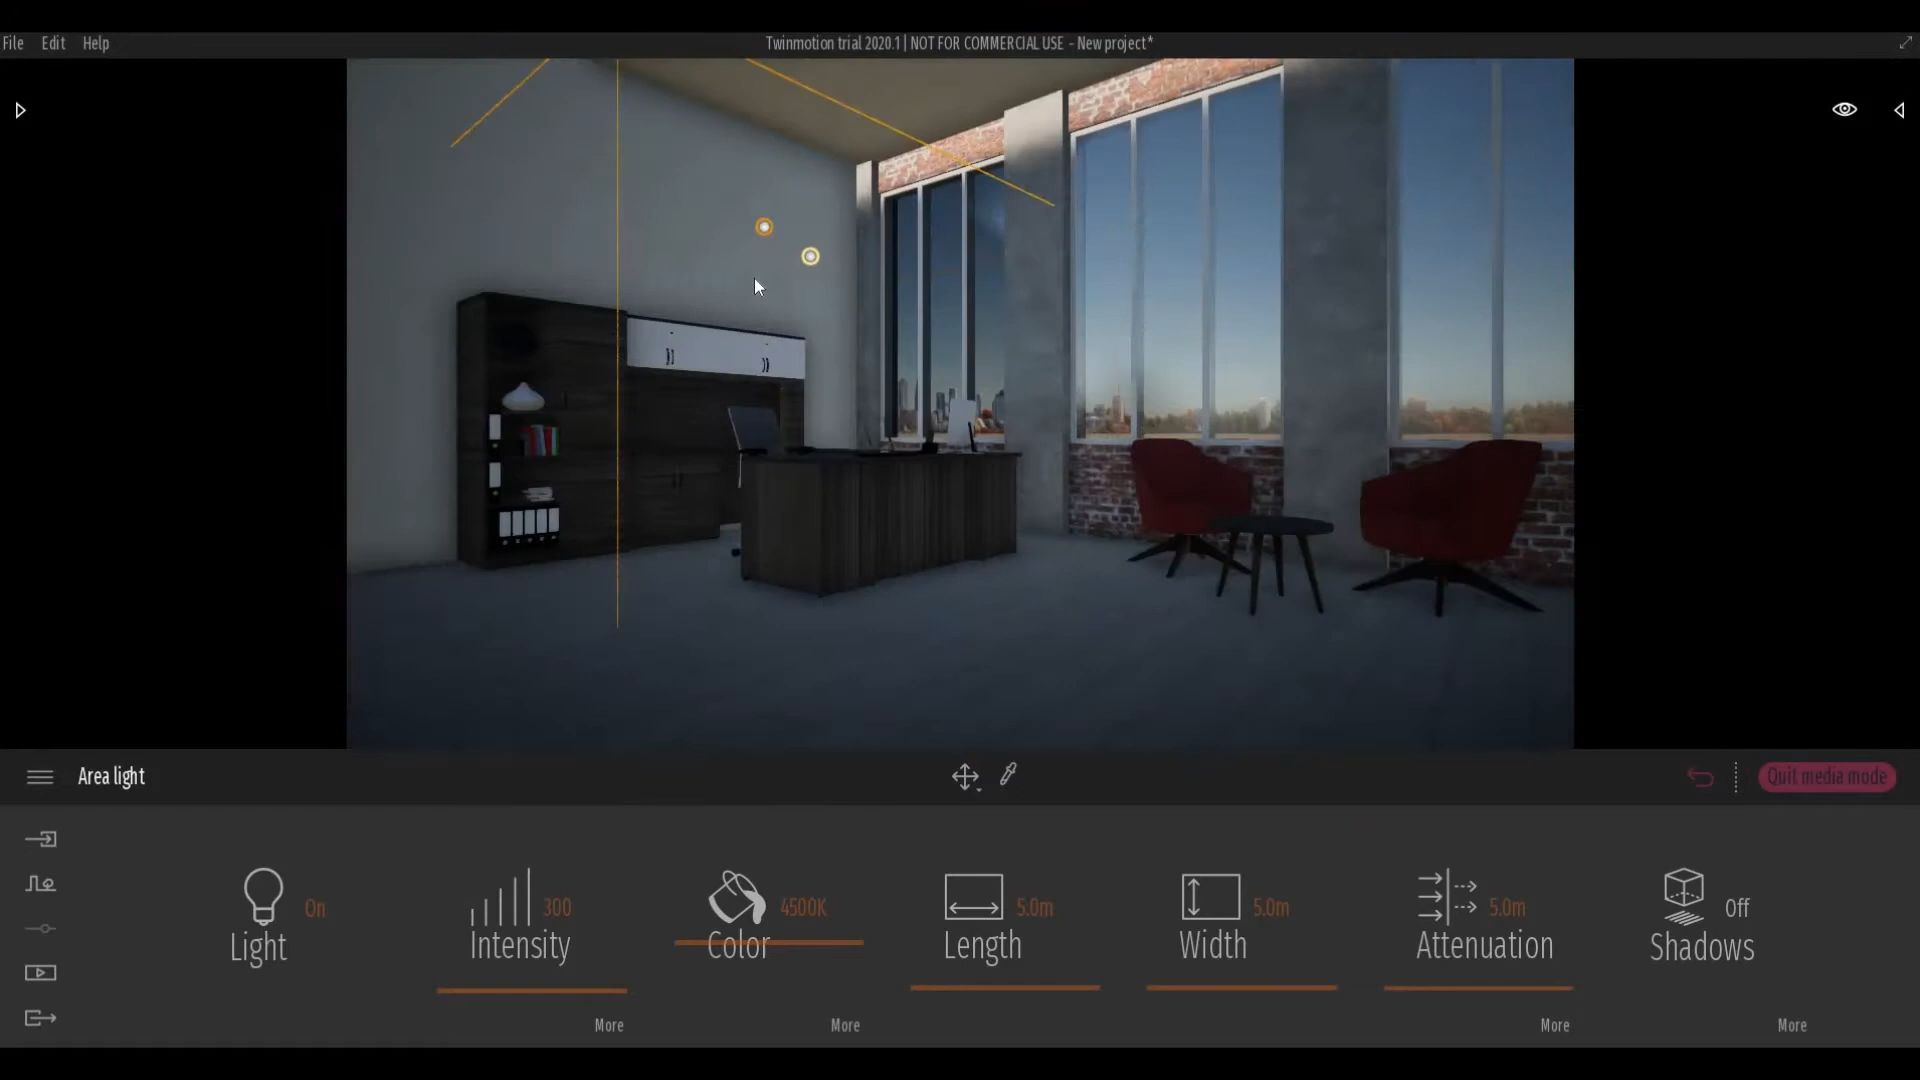 File Edit Help
Twinmotion trial 2020.1 | NOT FOR COMMERCIAL USE - New project*
Area light
Quit media mode
On
300
4500K
5.0m
5.0m
5.0m
Off
Light
Intensity
Color
Length
Width
Attenuation
Shadows
More
More
More
More